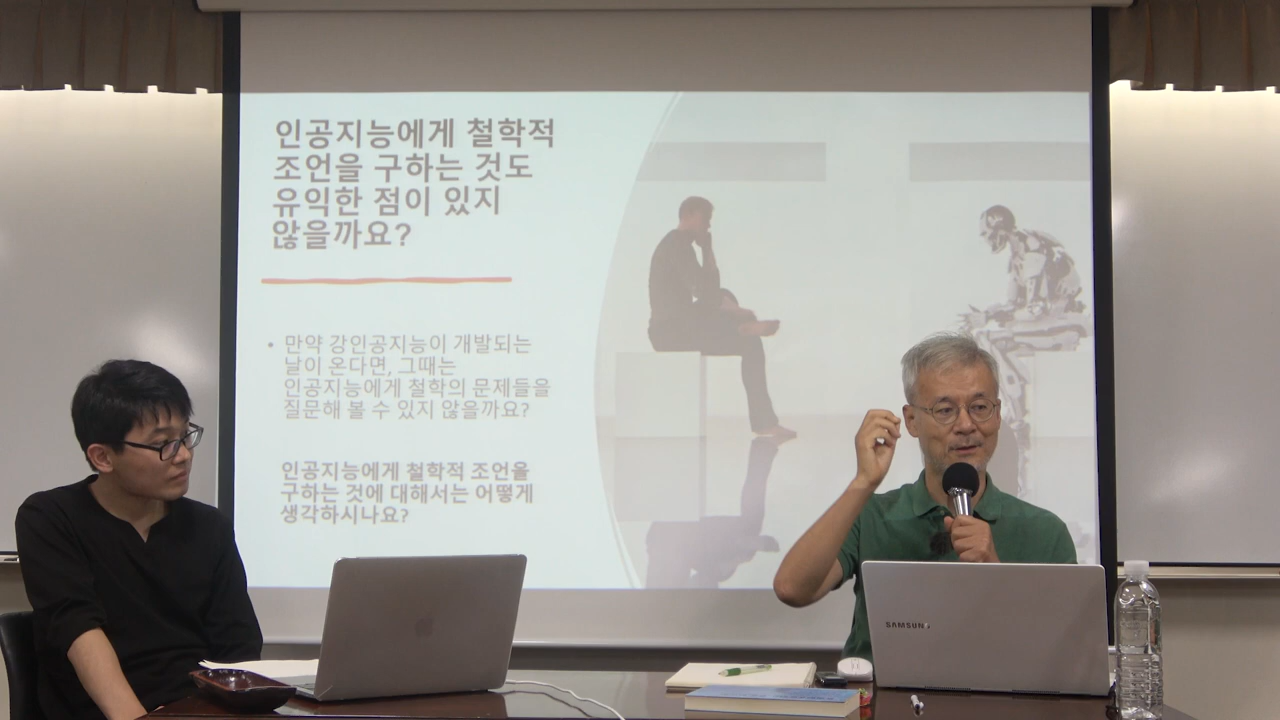 인공지능에게 철학적
조언을 구하는 것도
유익한 점이 있지
않을까요?
• 만약 강인공지능이 개발되는
날이 온다면, 그때는
인공지능에게 철학의 문제들을
질문해 볼 수 있지 않을까요?
인공지능에게 철학적 조언을
구하는 것에 대해서는 어떻게
생각하시나요?
SAMSUNG